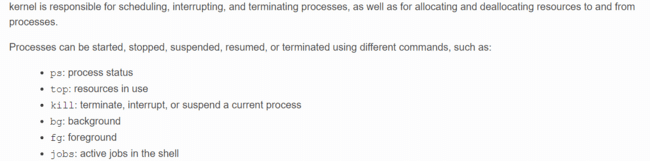 kernel is responsible for scheduling, interrupting, and terminating processes, as well as for allocating and deallocating resources to and from
processes.
Processes can be started, stopped, suspended, resumed, or terminated using different commands, such as:
• ps: process status
• top: resources in use
• kill: terminate, interrupt, or suspend a current process
• bg: background
• fg: foreground
• jobs: active jobs in the shell